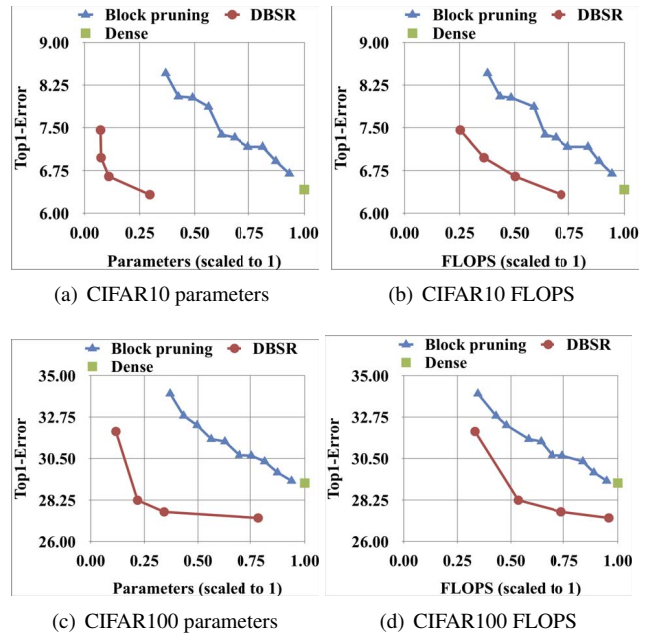 Block pruning DBSR
Dense
9.00
8.25
7.50
6.75
6.00
Top1-Error
0.00 0.25 0.50 0.75 1.00
Parameters (scaled to 1)
(a) CIFAR10 parameters
Block pruning DBSR
Dense
9.00
8.25
7.50
6.75
6.00
Top1-Error
0.00 0.25 0.50 0.75 1.00
FLOPS (scaled to 1)
(b) CIFAR10 FLOPS
Block pruning DBSR
Dense
35.00
32.75
30.50
28.25
26.00
Top1-Error
0.00 0.25 0.50 0.75 1.00
Parameters (scaled to 1)
(c) CIFAR100 parameters
Block pruning DBSR
Dense
35.00
32.75
30.50
28.25
26.00
Top1-Error
0.00 0.25 0.50 0.75 1.00
FLOPS (scaled to 1)
(d) CIFAR100 FLOPS